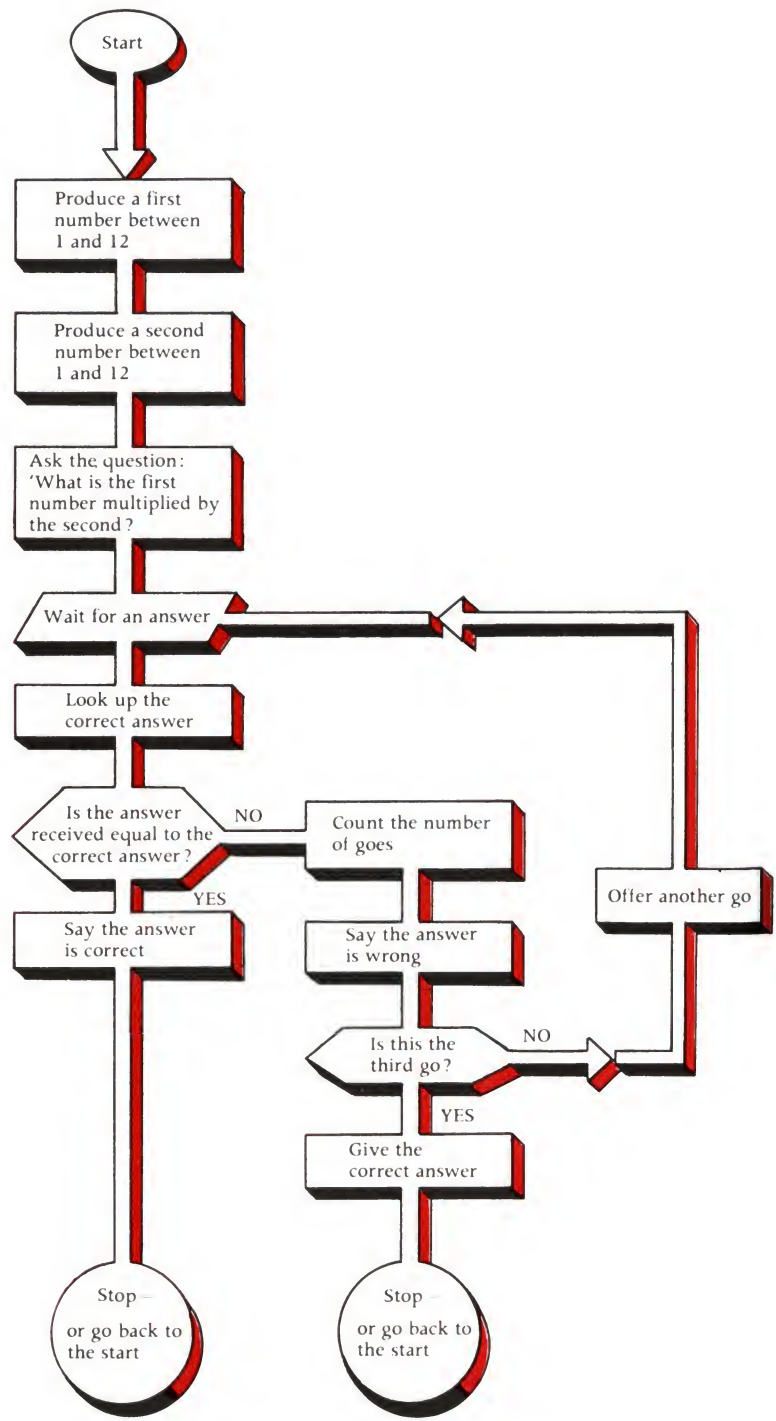 Start
Produce a first
number between
1 and 12
Produce a second
number between
1 and 12
Ask the question:
'What is the first
number multiplied by
the second?
Wait for an answer
Look up the
correct answer
Is the answer
received equal to the
correct answer?
NO
YES
Say the answer
is correct
Stop –
or go back to
the start
Count the number
of goes
Say the answer
is wrong
Is this the
third go?
NO
YES
Offer another go
Give the
correct answer
Stop –
or go back to
the start